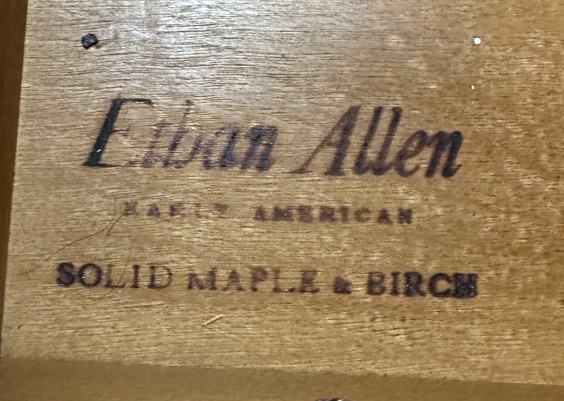 Ethan Allen
EARLY AMERICAN
SOLID MAPLE & BIRCH